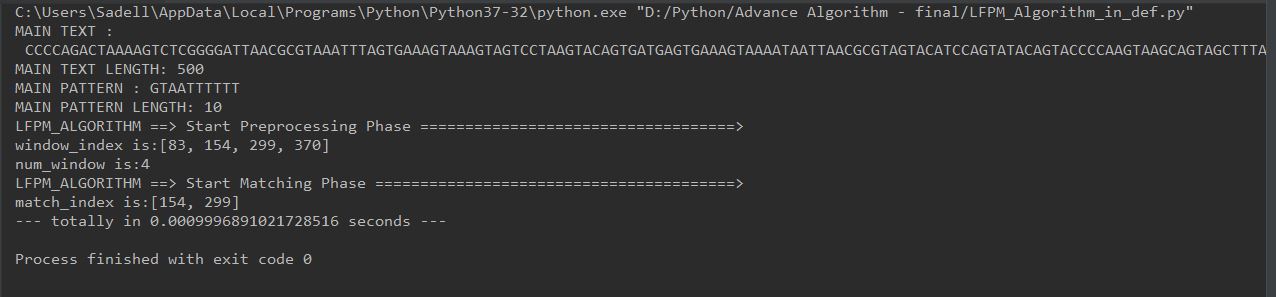 C:\Users\Sadell\AppData\Local\Programs\Python\Python37-32\python.exe "D:/Python/Advance Algorithm - final/LFPM_Algorithm_in_def.py"
MAIN TEXT :
CCCCAGACTAAAAGTCTCGGGGATTAACGCGTAAATTTAGTGAAAGTAAAGTAGTCCTAAGTACAGTGATGAGTGAAAGTAAAATAATTAACGCGTAGTACATCCAGTATACAGTACCCCAAGTAAGCAGTAGCTTTA
MAIN TEXT LENGTH: 500
MAIN PATTERN : GTAATTTTTT
MAIN PATTERN LENGTH: 10
LFPM_ALGORITHM ==> Start Preprocessing Phase ===================================>
window_index is:[83, 154, 299, 370]
num_window is:4
LFPM_ALGORITHM ==> Start Matching Phase ========================================>
match_index is:[154, 299]
--- totally in 0.0009996891021728516 seconds ---
Process finished with exit code 0